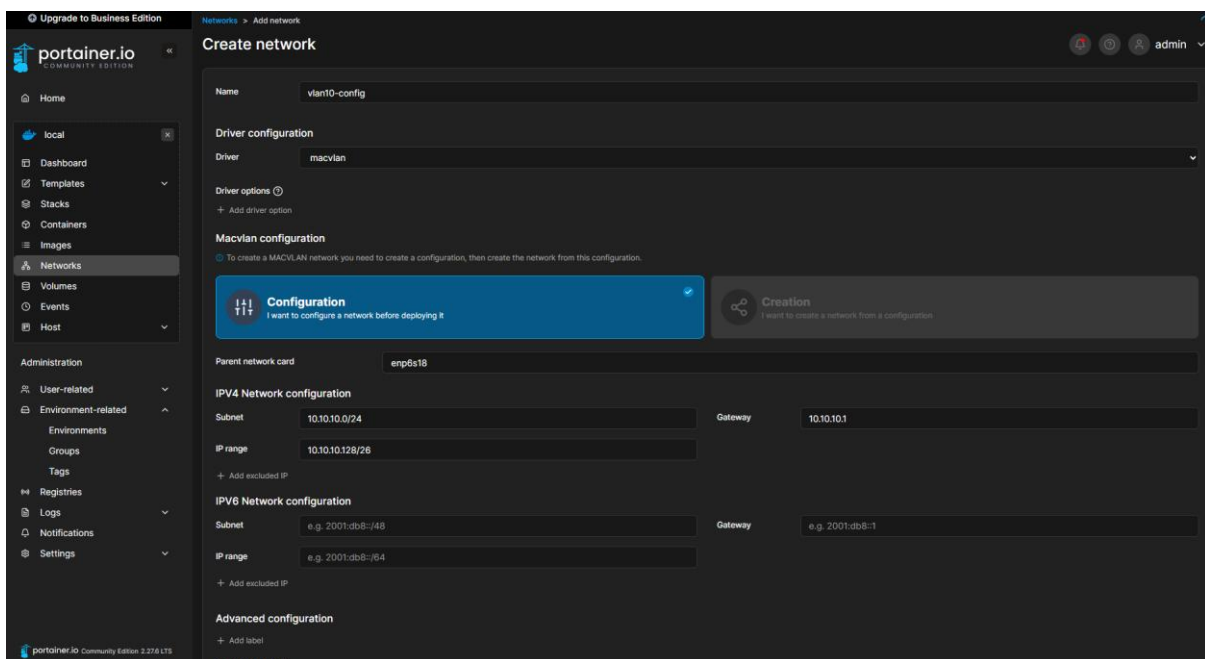 Upgrade to Business Edition
portainer.io
COMMUNITY EDITION
Home
local
Dashboard
Templates
Stacks
Containers
Images
Networks
Volumes
Events
Host
Administration
User-related
Environment-related
Environments
Groups
Tags
Registries
Logs
Notifications
Settings
portainer.io Community Edition 2.27.6 LTS
Networks > Add network
Create network
admin
Name vlan10-config
Driver configuration
Driver macvlan
Driver options
+ Add driver option
Macvlan configuration
To create a MACVLAN network you need to create a configuration, then create the network from this configuration.
Configuration
I want to configure a network before deploying it
Creation
I want to create a network from a configuration
Parent network card enp6s18
IPV4 Network configuration
Subnet 10.10.10.0/24 Gateway 10.10.10.1
IP range 10.10.10.128/26
+ Add excluded IP
IPV6 Network configuration
Subnet e.g. 2001:db8::/48 Gateway e.g. 2001:db8::1
IP range e.g. 2001:db8::/64
+ Add excluded IP
Advanced configuration
+ Add label